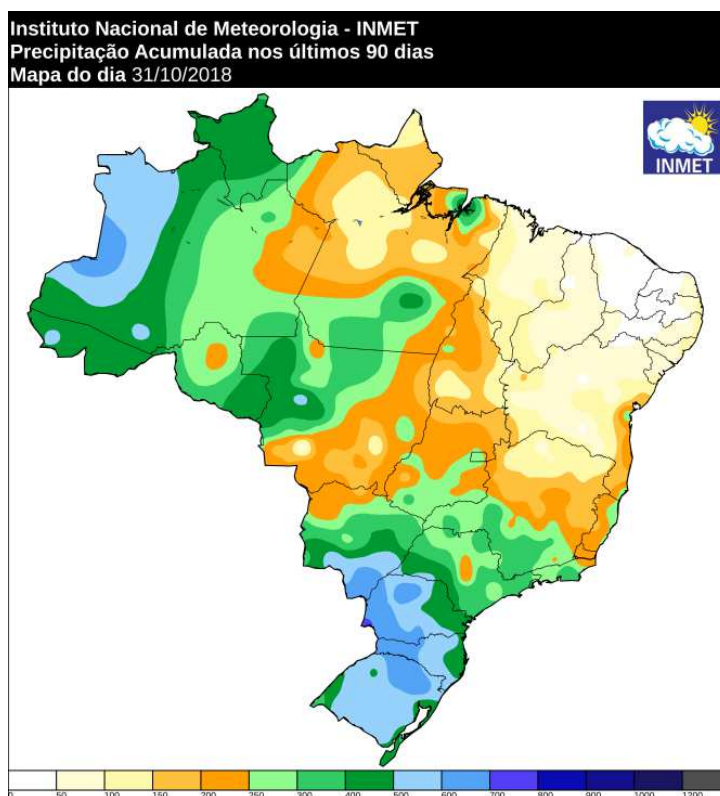 Instituto Nacional de Meteorologia - INMET
Precipitação Acumulada nos últimos 90 dias
Mapa do dia 31/10/2018
INMET
0 50 100 150 200 250 300 400 500 600 700 800 900 1000 1200